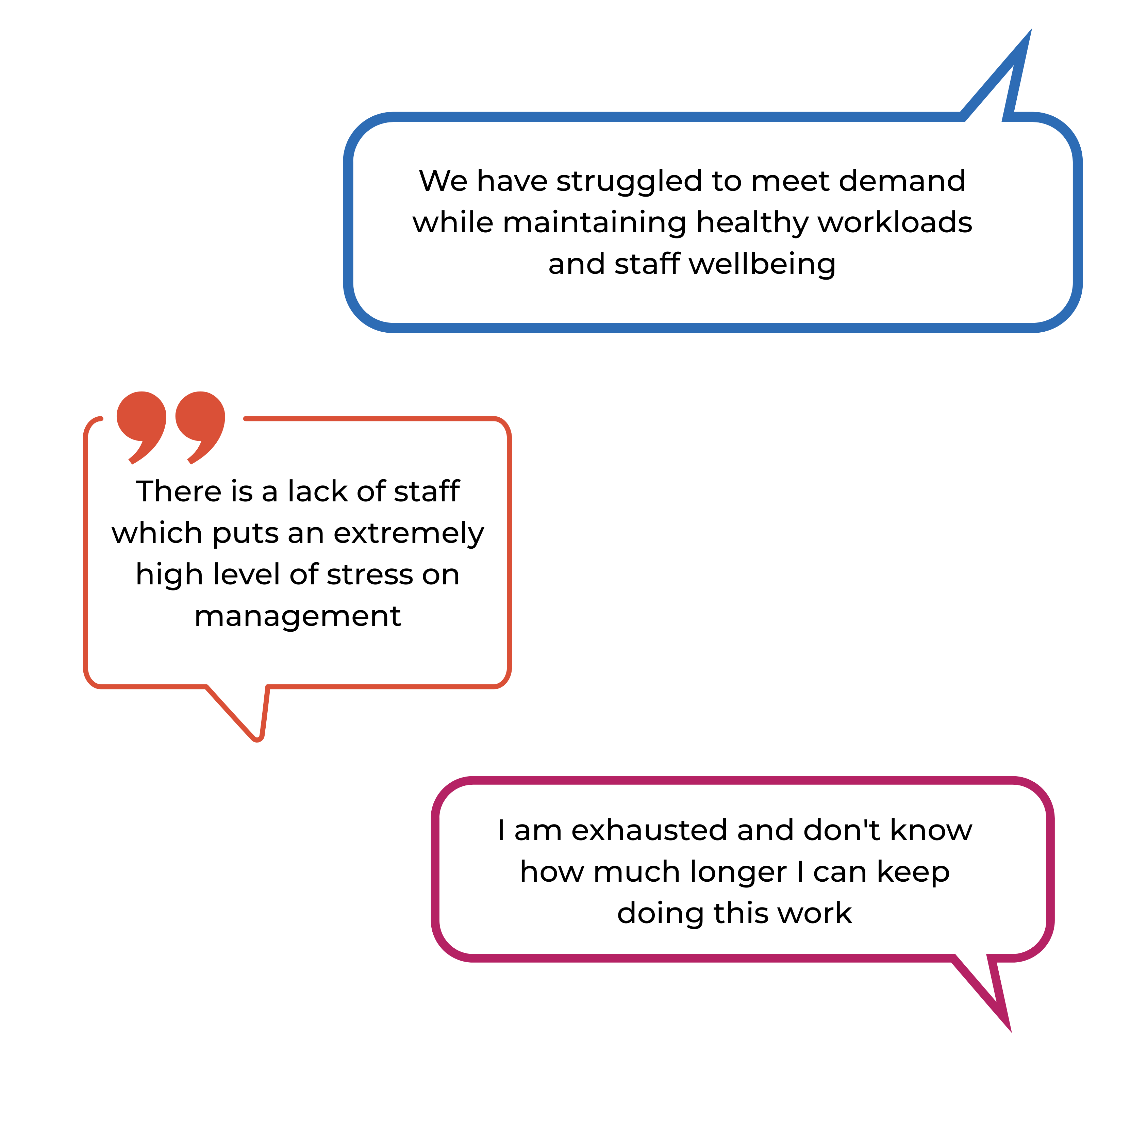 We have struggled to meet demand
while maintaining healthy workloads
and staff wellbeing
There is a lack of staff
which puts an extremely
high level of stress on
management
I am exhausted and don't know
how much longer I can keep
doing this work